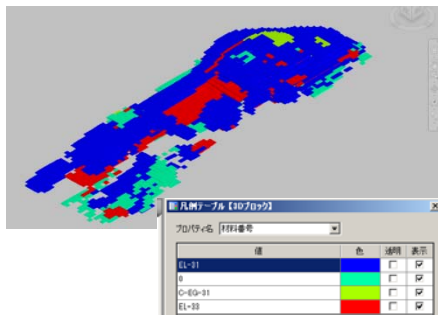 凡例テーブル【3Dブロック】
プロパティ名 材料番号
値 色 透明 表示
EL-31
0
C-EG-31
EL-33